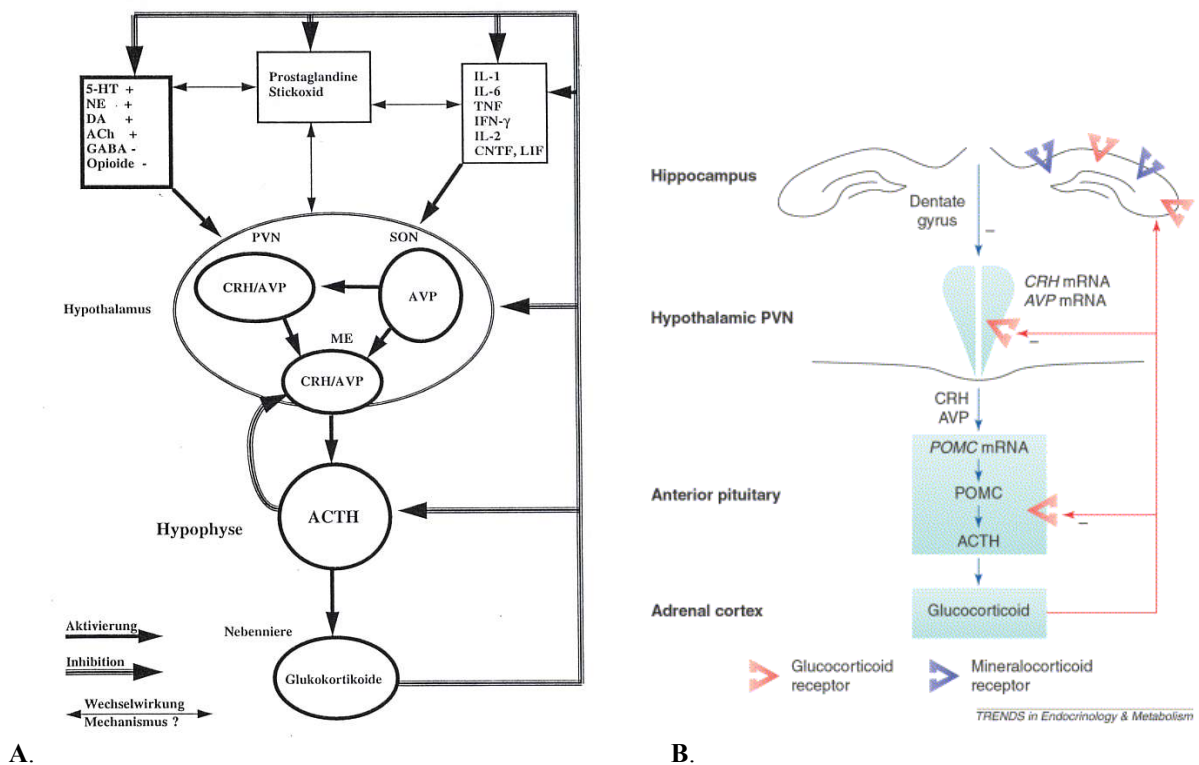 5-HT +
NE +
DA +
ACh +
GABA -
Opioide -
Prostaglandine
Stickoxid
IL-1
IL-6
TNF
IFN-γ
IL-2
CNTF, LIF
PVN
SON
CRH/AVP
AVP
Hypothalamus
ME
CRH/AVP
Hypophyse
ACTH
Aktivierung
Inhibition
Wechselwirkung
Mechanismus ?
Nebenniere
Glukokortikoide
A.
Hippocampus
Dentate
gyrus
–
CRH mRNA
AVP mRNA
Hypothalamic PVN
–
CRH
AVP
POMC mRNA
Anterior pituitary
POMC
–
ACTH
Adrenal cortex
Glucocorticoid
Glucocorticoid
receptor
Mineralocorticoid
receptor
TRENDS in Endocrinology & Metabolism
B.